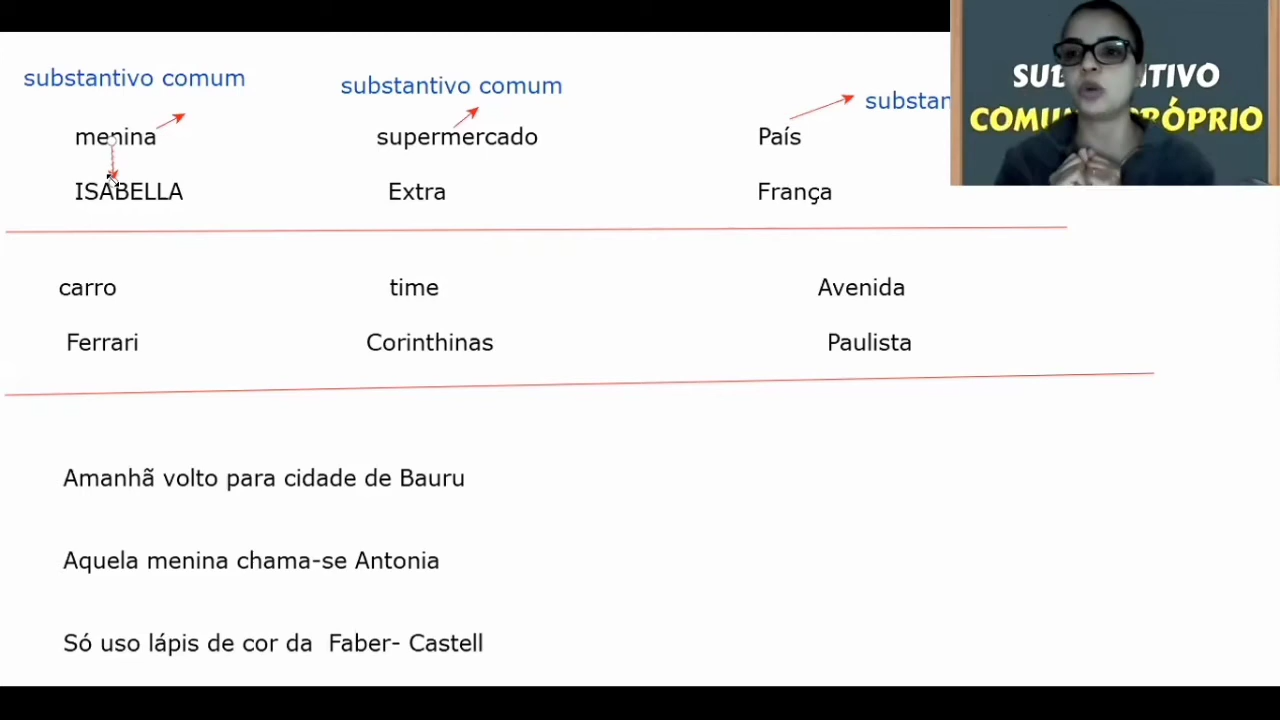 substantivo comum
substantivo comum
substan
menina
supermercado
País
ISABELLA
Extra
França
carro
time
Avenida
Ferrari
Corinthinas
Paulista
Amanhã volto para cidade de Bauru
Aquela menina chama-se Antonia
Só uso lápis de cor da Faber- Castell